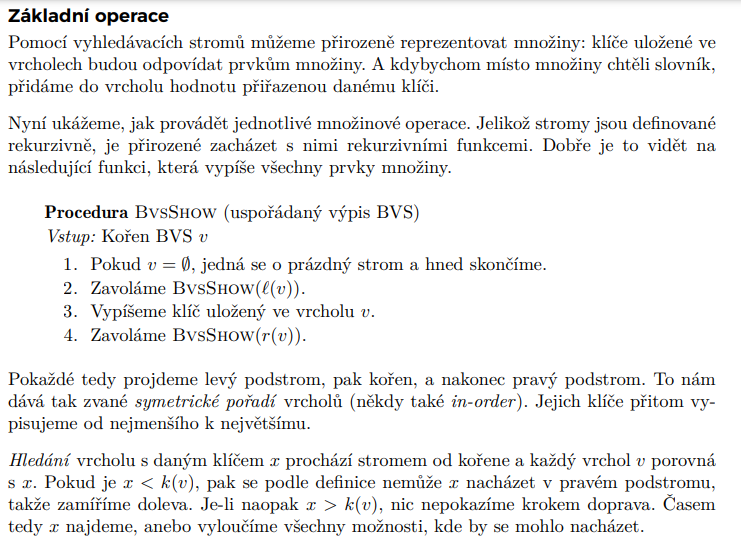 Základní operace
Pomocí vyhledávacích stromů můžeme přirozeně reprezentovat množiny: klíče uložené ve
vrcholech budou odpovídat prvkům množiny. A kdybychom místo množiny chtěli slovník,
přidáme do vrcholu hodnotu přiřazenou danému klíči.
Nyní ukážeme, jak provádět jednotlivé množinové operace. Jelikož stromy jsou definované
rekurzivně, je přirozené zacházet s nimi rekurzivními funkcemi. Dobře je to vidět na
následující funkci, která vypíše všechny prvky množiny.
Procedura BvsShow (uspořádaný výpis BVS)
Vstup: Kořen BVS v
1. Pokud v = ∅, jedná se o prázdný strom a hned skončíme.
2. Zavoláme BvsShow(ℓ(v)).
3. Vypíšeme klíč uložený ve vrcholu v.
4. Zavoláme BvsShow(r(v)).
Pokaždé tedy projdeme levý podstrom, pak kořen, a nakonec pravý podstrom. To nám
dává tak zvané symetrické pořadí vrcholů (někdy také in-order). Jejich klíče přitom vy-
pisujeme od nejmenšího k největšímu.
Hledání vrcholu s daným klíčem x prochází stromem od kořene a každý vrchol v porovná
s x. Pokud je x < k(v), pak se podle definice nemůže x nacházet v pravém podstromu,
takže zamíříme doleva. Je-li naopak x > k(v), nic nepokazíme krokem doprava. Časem
tedy x najdeme, anebo vyloučíme všechny možnosti, kde by se mohlo nacházet.